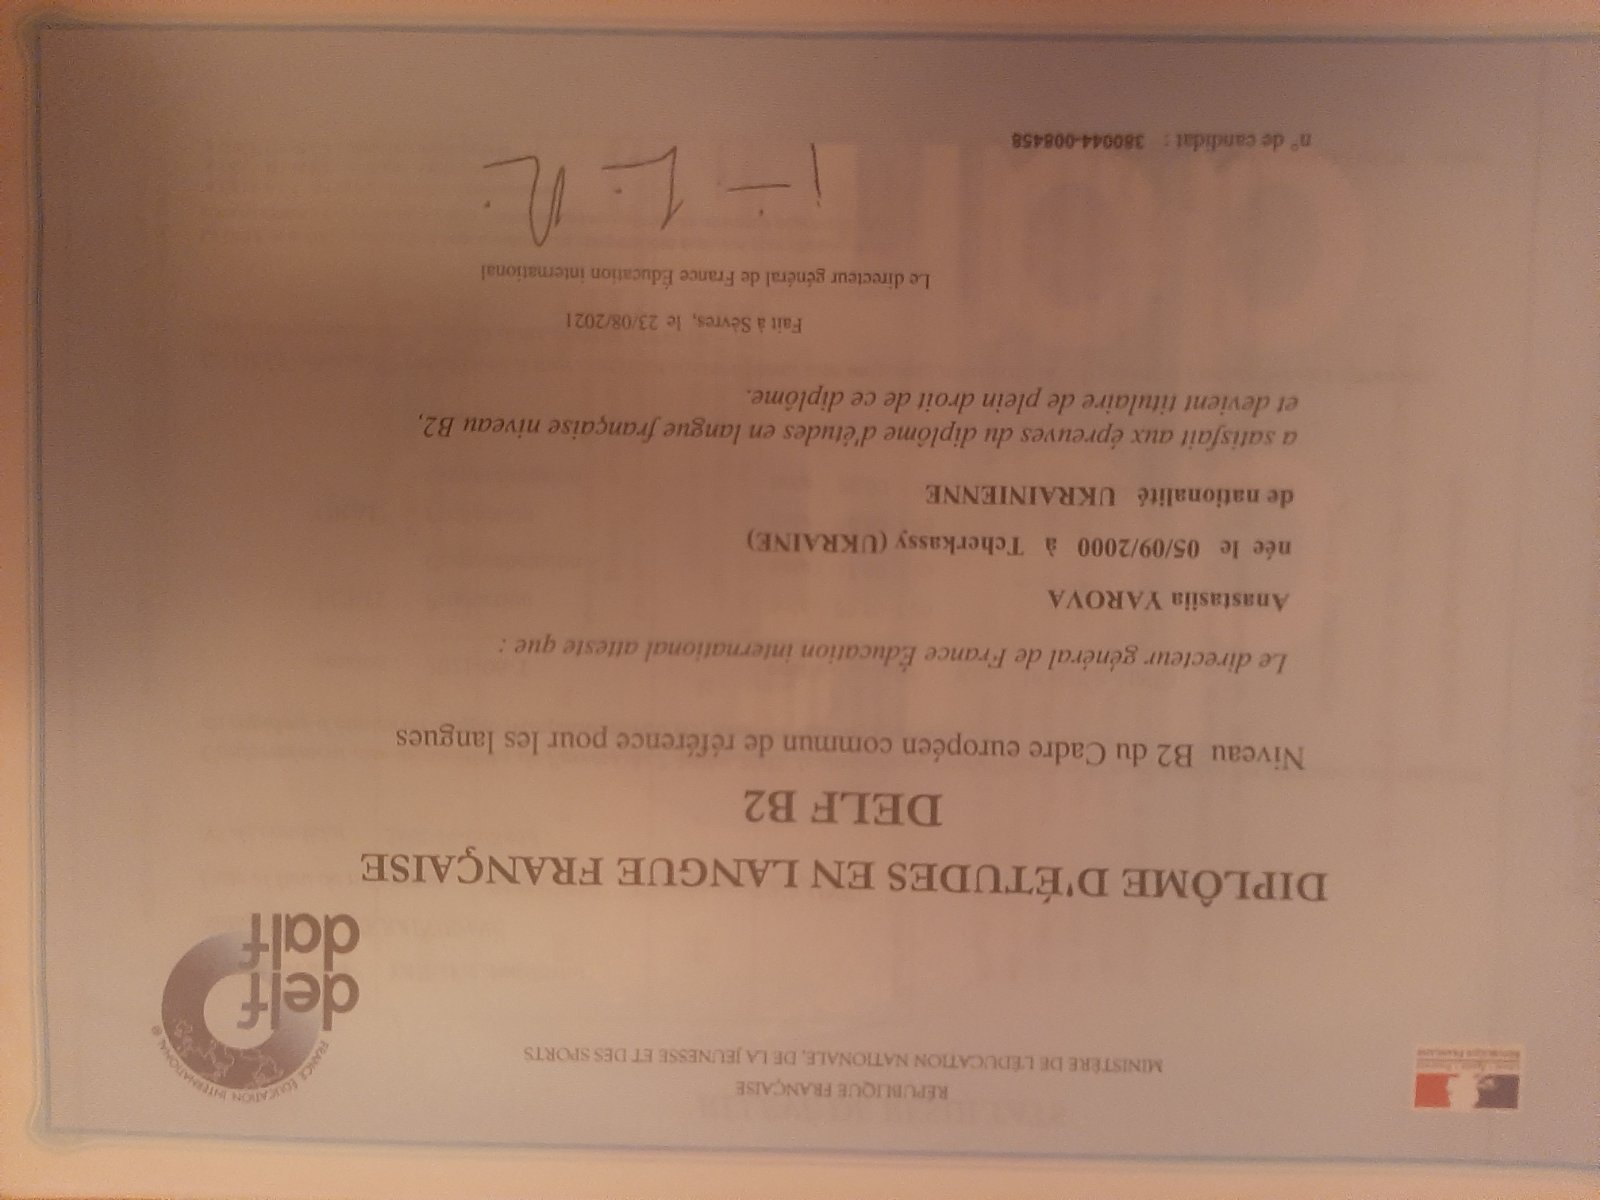 RÉPUBLIQUE FRANÇAISE
MINISTÈRE DE L'ÉDUCATION NATIONALE, DE LA JEUNESSE ET DES SPORTS
FRANCE ÉDUCATION INTERNATIONAL ®
delf
dalf
DIPLÔME D'ÉTUDES EN LANGUE FRANÇAISE
DELF B2
Niveau B2 du Cadre européen commun de référence pour les langues
Le directeur général de France Éducation international atteste que :
Anastasiia YAROVA
née le 05/09/2000 à Tcherkassy (UKRAINE)
de nationalité UKRAINIENNE
a satisfait aux épreuves du diplôme d'études en langue française niveau B2,
et devient titulaire de plein droit de ce diplôme.
Fait à Sèvres, le 23/08/2021
Le directeur général de France Éducation international
n° de candidat : 380044-008458